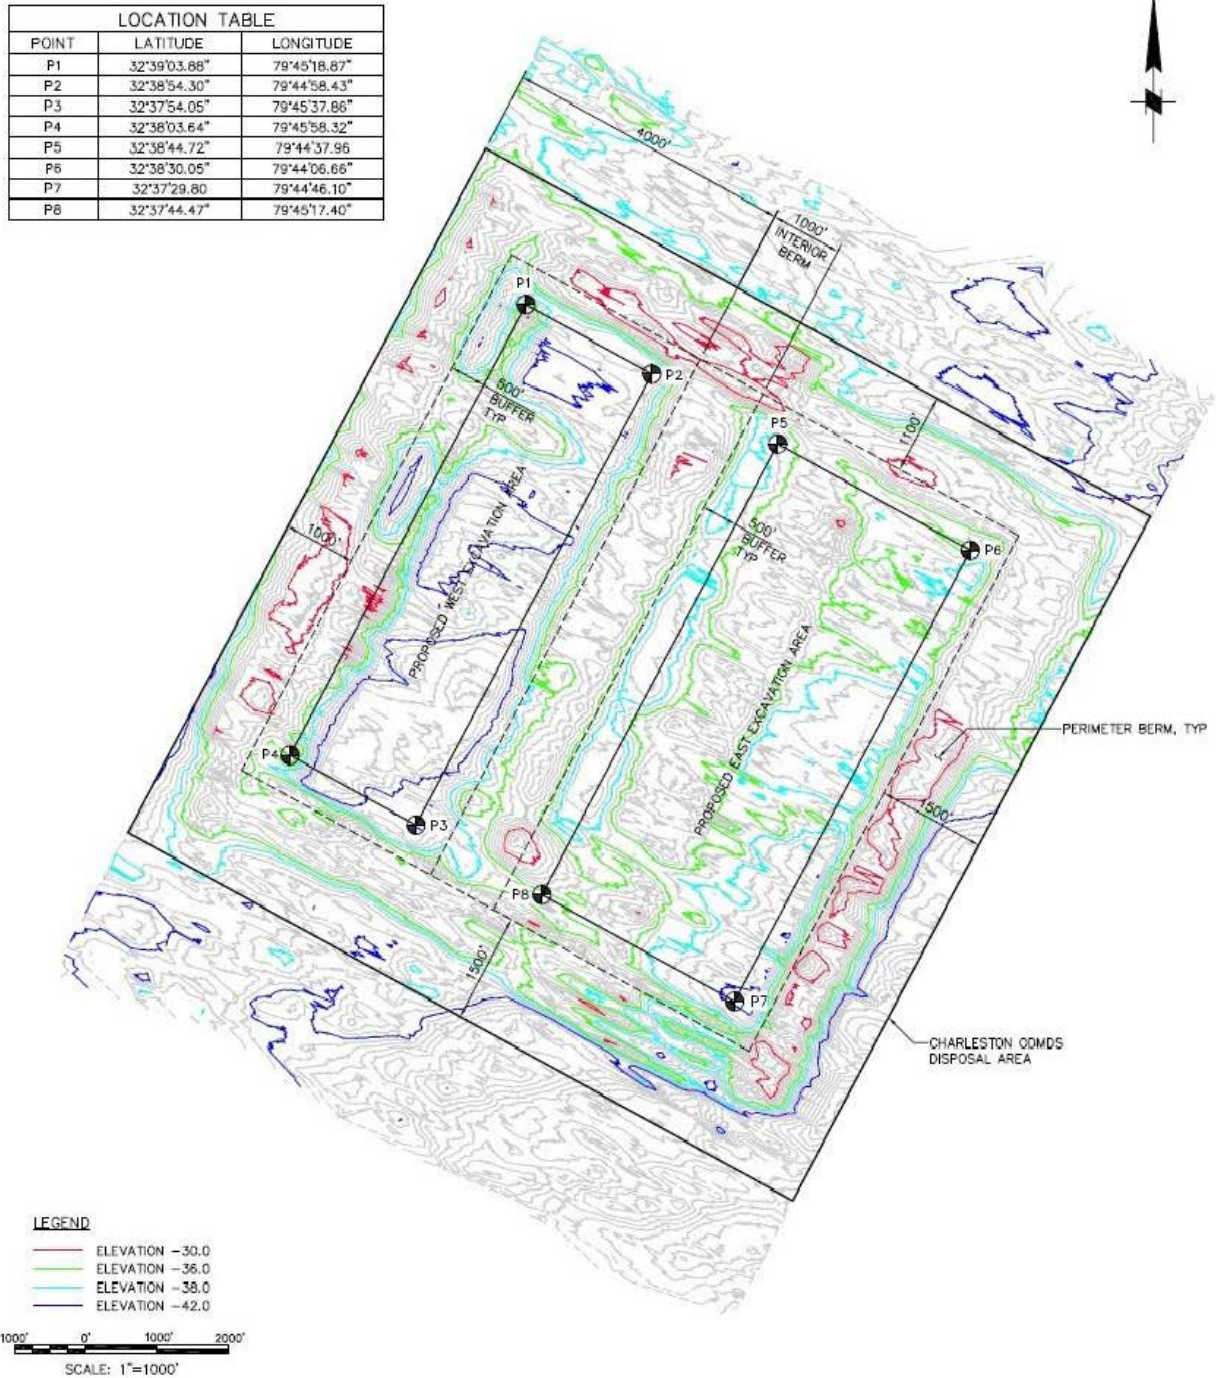 LOCATION TABLE
POINT LATITUDE LONGITUDE
P1 32°39'03.88" 79°45'18.87"
P2 32°38'54.30" 79°44'58.43"
P3 32°37'54.05" 79°45'37.86"
P4 32°38'03.64" 79°45'58.32"
P5 32°38'44.72" 79°44'37.96
P6 32°38'30.05" 79°44'06.66"
P7 32°37'29.80 79°44'46.10"
P8 32°37'44.47" 79°45'17.40"
4000'
1000'
INTERIOR
BERM
P1
P2
500'
BUFFER
TYP
P5
1100'
500'
BUFFER
TYP
P6
1000'
PROPOSED WEST EXCAVATION AREA
PROPOSED EAST EXCAVATION AREA
PERIMETER BERM, TYP
P4
1500'
P3
P8
1500'
P7
CHARLESTON ODMDS
DISPOSAL AREA
LEGEND
ELEVATION -30.0
ELEVATION -36.0
ELEVATION -38.0
ELEVATION -42.0
1000' 0' 1000' 2000'
SCALE: 1"=1000'